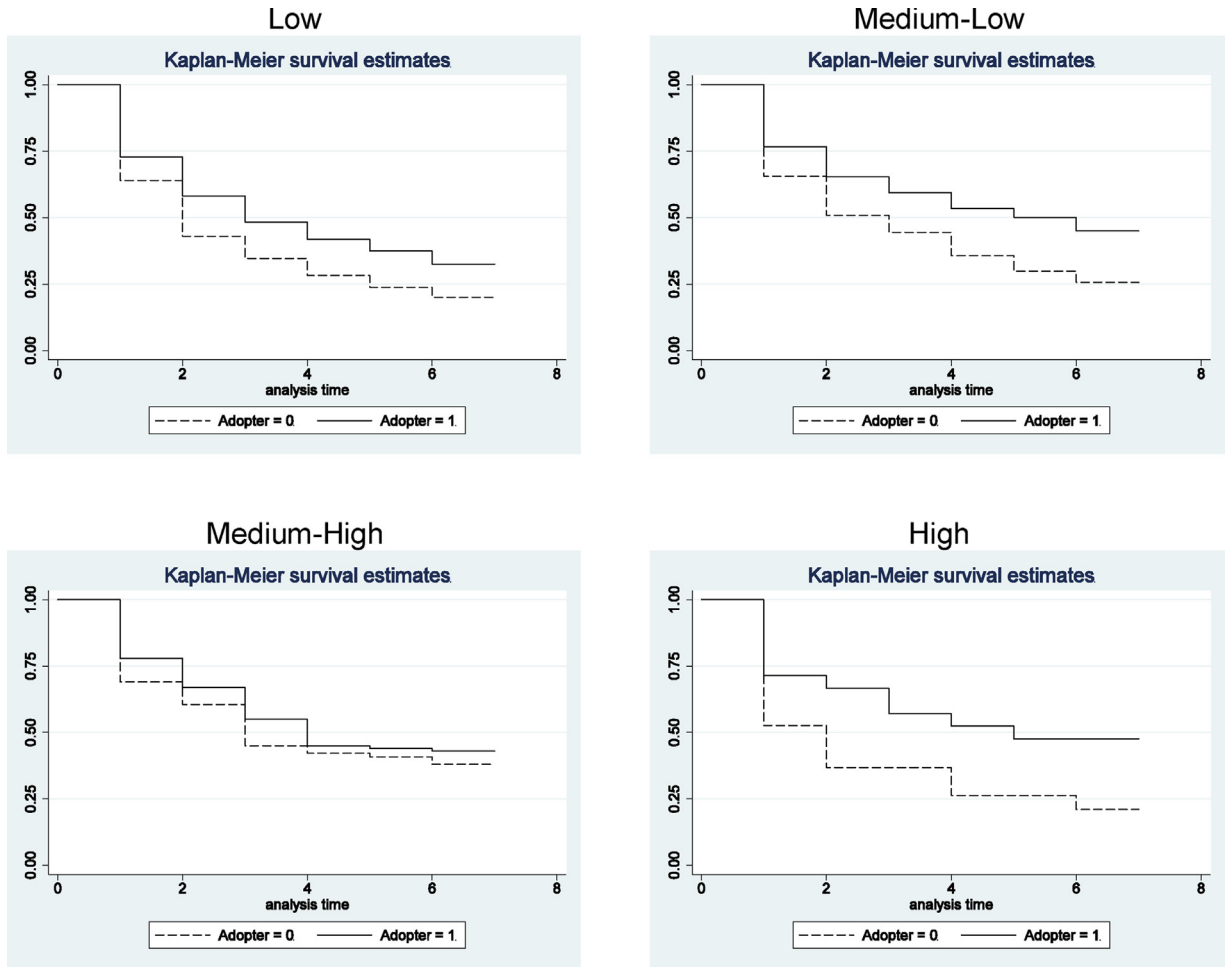 Low
Kaplan-Meier survival estimates
1.00
0.75
0.50
0.25
0.00
0 2 4 6 8
analysis time
Adopter = 0 Adopter = 1
Medium-Low
Kaplan-Meier survival estimates
1.00
0.75
0.50
0.25
0.00
0 2 4 6 8
analysis time
Adopter = 0 Adopter = 1
Medium-High
Kaplan-Meier survival estimates
1.00
0.75
0.50
0.25
0.00
0 2 4 6 8
analysis time
Adopter = 0 Adopter = 1
High
Kaplan-Meier survival estimates
1.00
0.75
0.50
0.25
0.00
0 2 4 6 8
analysis time
Adopter = 0 Adopter = 1